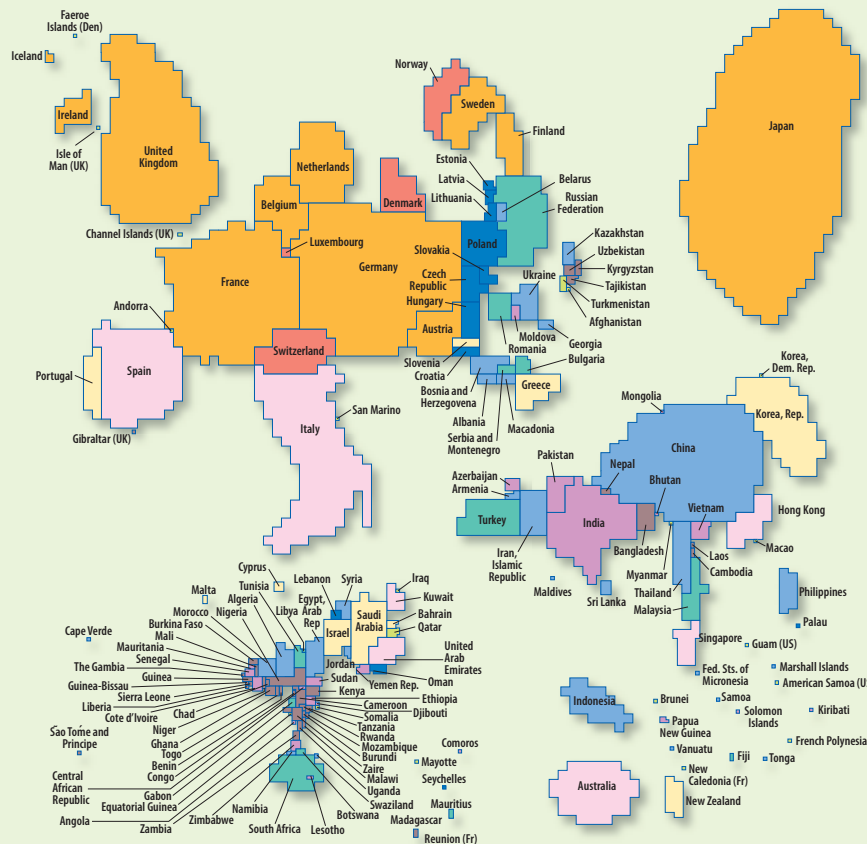 Faeroe
Islands (Den)
Iceland
Ireland
Isle of
Man (UK)
United
Kingdom
Channel Islands (UK)
Norway
Sweden
Finland
Netherlands
Belgium
Denmark
Luxembourg
Germany
France
Estonia
Latvia
Lithuania
Belarus
Russian
Federation
Poland
Slovakia
Czech
Republic
Hungary
Ukraine
Kazakhstan
Uzbekistan
Kyrgyzstan
Tajikistan
Turkmenistan
Afghanistan
Japan
Andorra
Austria
Moldova
Romania
Georgia
Bulgaria
Switzerland
Slovenia
Croatia
Bosnia and
Herzegovena
Albania
Serbia and
Montenegro
Macadonia
Greece
Portugal
Spain
Gibraltar (UK)
Italy
San Marino
Korea,
Dem. Rep.
Korea, Rep.
Mongolia
China
Azerbaijan
Armenia
Pakistan
Nepal
Bhutan
Vietnam
Hong Kong
Turkey
Iran,
Islamic
Republic
India
Bangladesh
Myanmar
Laos
Cambodia
Macao
Thailand
Malaysia
Maldives
Sri Lanka
Philippines
Palau
Singapore
Guam (US)
Fed. Sts. of
Micronesia
Marshall Islands
American Samoa (US
Indonesia
Brunei
Samoa
Solomon
Islands
Kiribati
Papua
New Guinea
Vanuatu
Fiji
Tonga
French Polynesia
New
Caledonia (Fr)
Australia
New Zealand
Cyprus
Malta
Tunisia
Algeria
Lebanon
Syria
Iraq
Kuwait
Morocco
Nigeria
Libya
Egypt,
Arab
Rep
Israel
Saudi
Arabia
Bahrain
Qatar
Burkina Faso
Cape Verde
Mali
Mauritania
Senegal
The Gambia
Guinea
Guinea-Bissau
Sierra Leone
Liberia
Cote d'Ivoire
Chad
Niger
Ghana
Togo
Benin
Congo
Gabon
Equatorial Guinea
Sao Tome and
Principe
Central
African
Republic
Angola
Zambia
Zimbabwe
Namibia
South Africa
Lesotho
Jordan
United
Arab
Emirates
Sudan
Yemen Rep.
Oman
Kenya
Ethiopia
Cameroon
Djibouti
Somalia
Tanzania
Rwanda
Mozambique
Burundi
Zaire
Malawi
Uganda
Swaziland
Botswana
Comoros
Mayotte
Seychelles
Mauritius
Madagascar
Reunion (Fr)